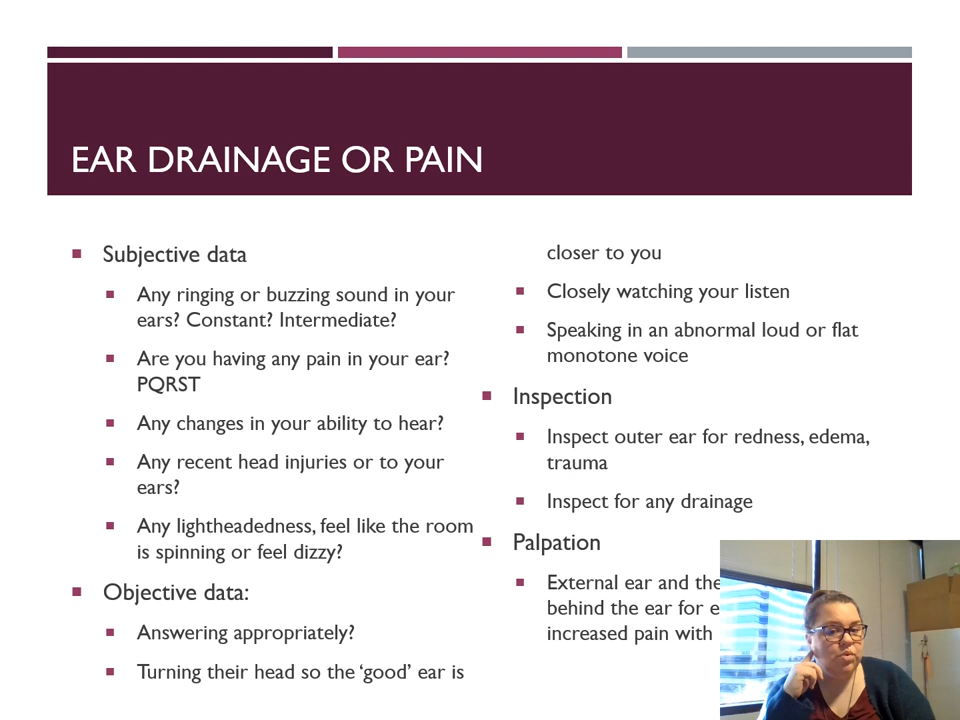 EAR DRAINAGE OR PAIN
Subjective data
Any ringing or buzzing sound in your
ears? Constant? Intermediate?
Are you having any pain in your ear?
PQRST
Any changes in your ability to hear?
Any recent head injuries or to your
ears?
Any lightheadedness, feel like the room
is spinning or feel dizzy?
Objective data:
Answering appropriately?
Turning their head so the ‘good’ ear is
closer to you
Closely watching your listen
Speaking in an abnormal loud or flat
monotone voice
Inspection
Inspect outer ear for redness, edema,
trauma
Inspect for any drainage
Palpation
External ear and the
behind the ear for e
increased pain with